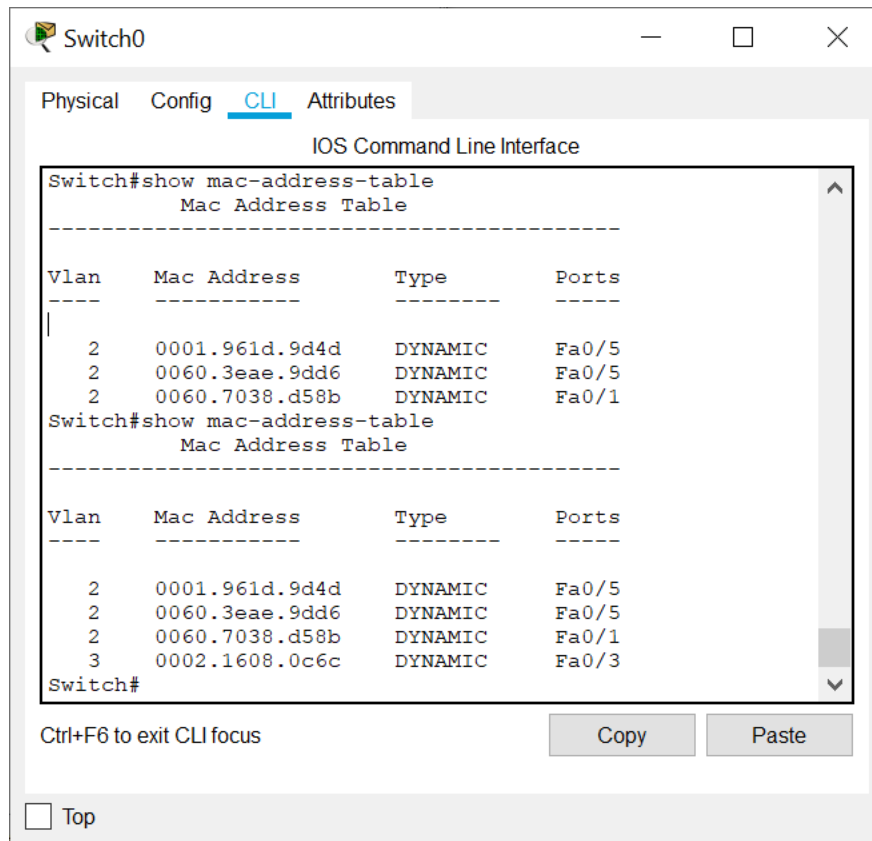 Switch0
Physical Config CLI Attributes
IOS Command Line Interface
Switch#show mac-address-table
Mac Address Table
-------------------------------------------
Vlan Mac Address Type Ports
---- ----------- -------- -----
2 0001.961d.9d4d DYNAMIC Fa0/5
2 0060.3eae.9dd6 DYNAMIC Fa0/5
2 0060.7038.d58b DYNAMIC Fa0/1
Switch#show mac-address-table
Mac Address Table
-------------------------------------------
Vlan Mac Address Type Ports
---- ----------- -------- -----
2 0001.961d.9d4d DYNAMIC Fa0/5
2 0060.3eae.9dd6 DYNAMIC Fa0/5
2 0060.7038.d58b DYNAMIC Fa0/1
3 0002.1608.0c6c DYNAMIC Fa0/3
Switch#
Ctrl+F6 to exit CLI focus Copy Paste
Top